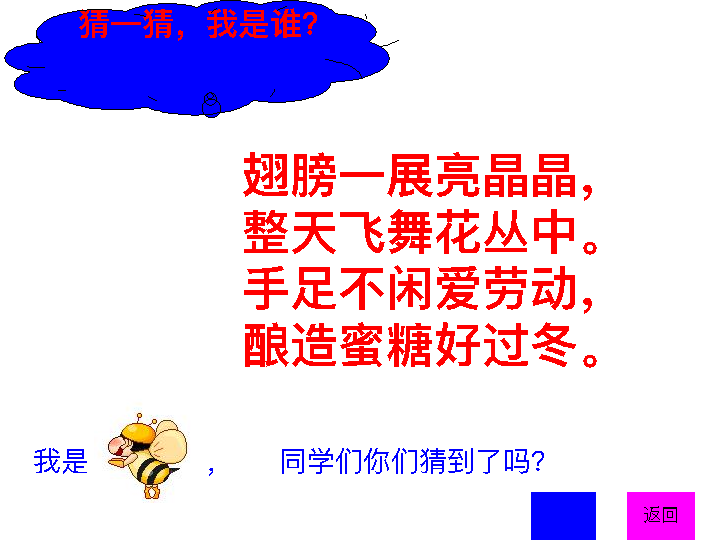 猜一猜，我是谁？
翅膀一展亮晶晶，
整天飞舞花丛中。
手足不闲爱劳动，
酿造蜜糖好过冬。
我是 ， 同学们你们猜到了吗？
返回